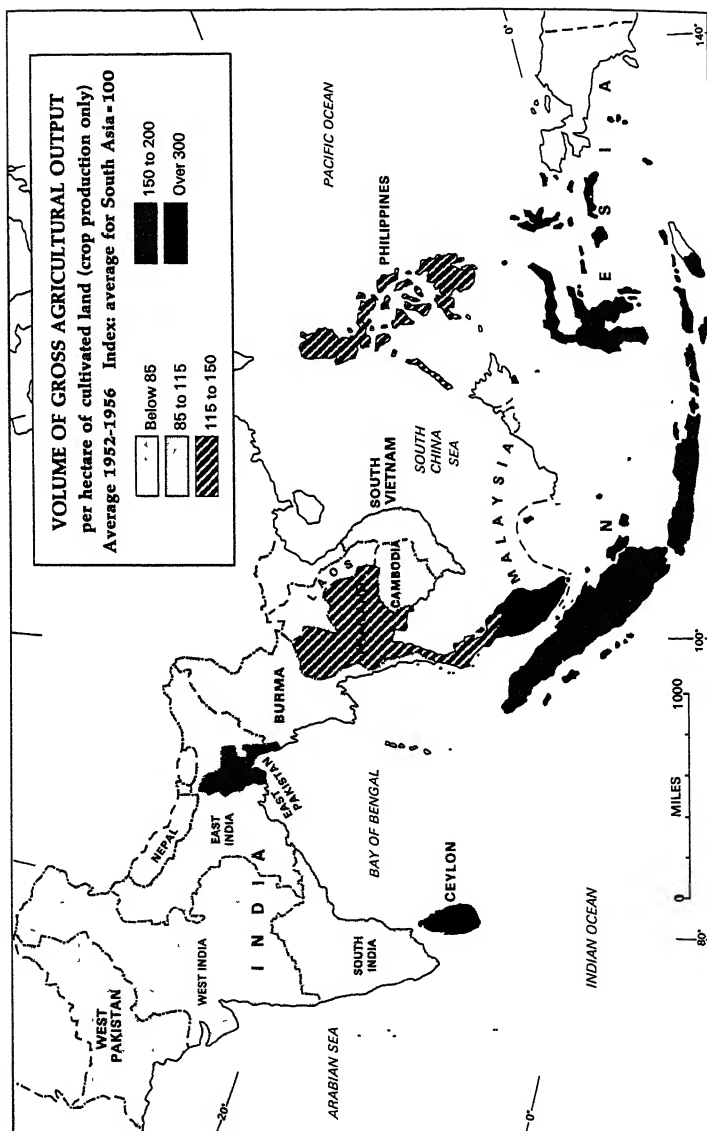 VOLUME OF GROSS AGRICULTURAL OUTPUT
per hectare of cultivated land (crop production only)
Average 1952-1956 Index: average for South Asia=100
Below 85
85 to 115
115 to 150
150 to 200
Over 300
PACIFIC OCEAN
PHILIPPINES
SOUTH
VIETNAM
SOUTH
CHINA
SEA
LAOS
CAMBODIA
MALAYSIA
BURMA
NEPAL
EAST
INDIA
EAST
PAKISTAN
WEST
PAKISTAN
WEST INDIA
INDIA
SOUTH
INDIA
BAY OF BENGAL
CEYLON
ARABIAN SEA
INDIAN OCEAN
N E S I A
0 MILES 1000
80°
100°
140°
20°
0°
0°